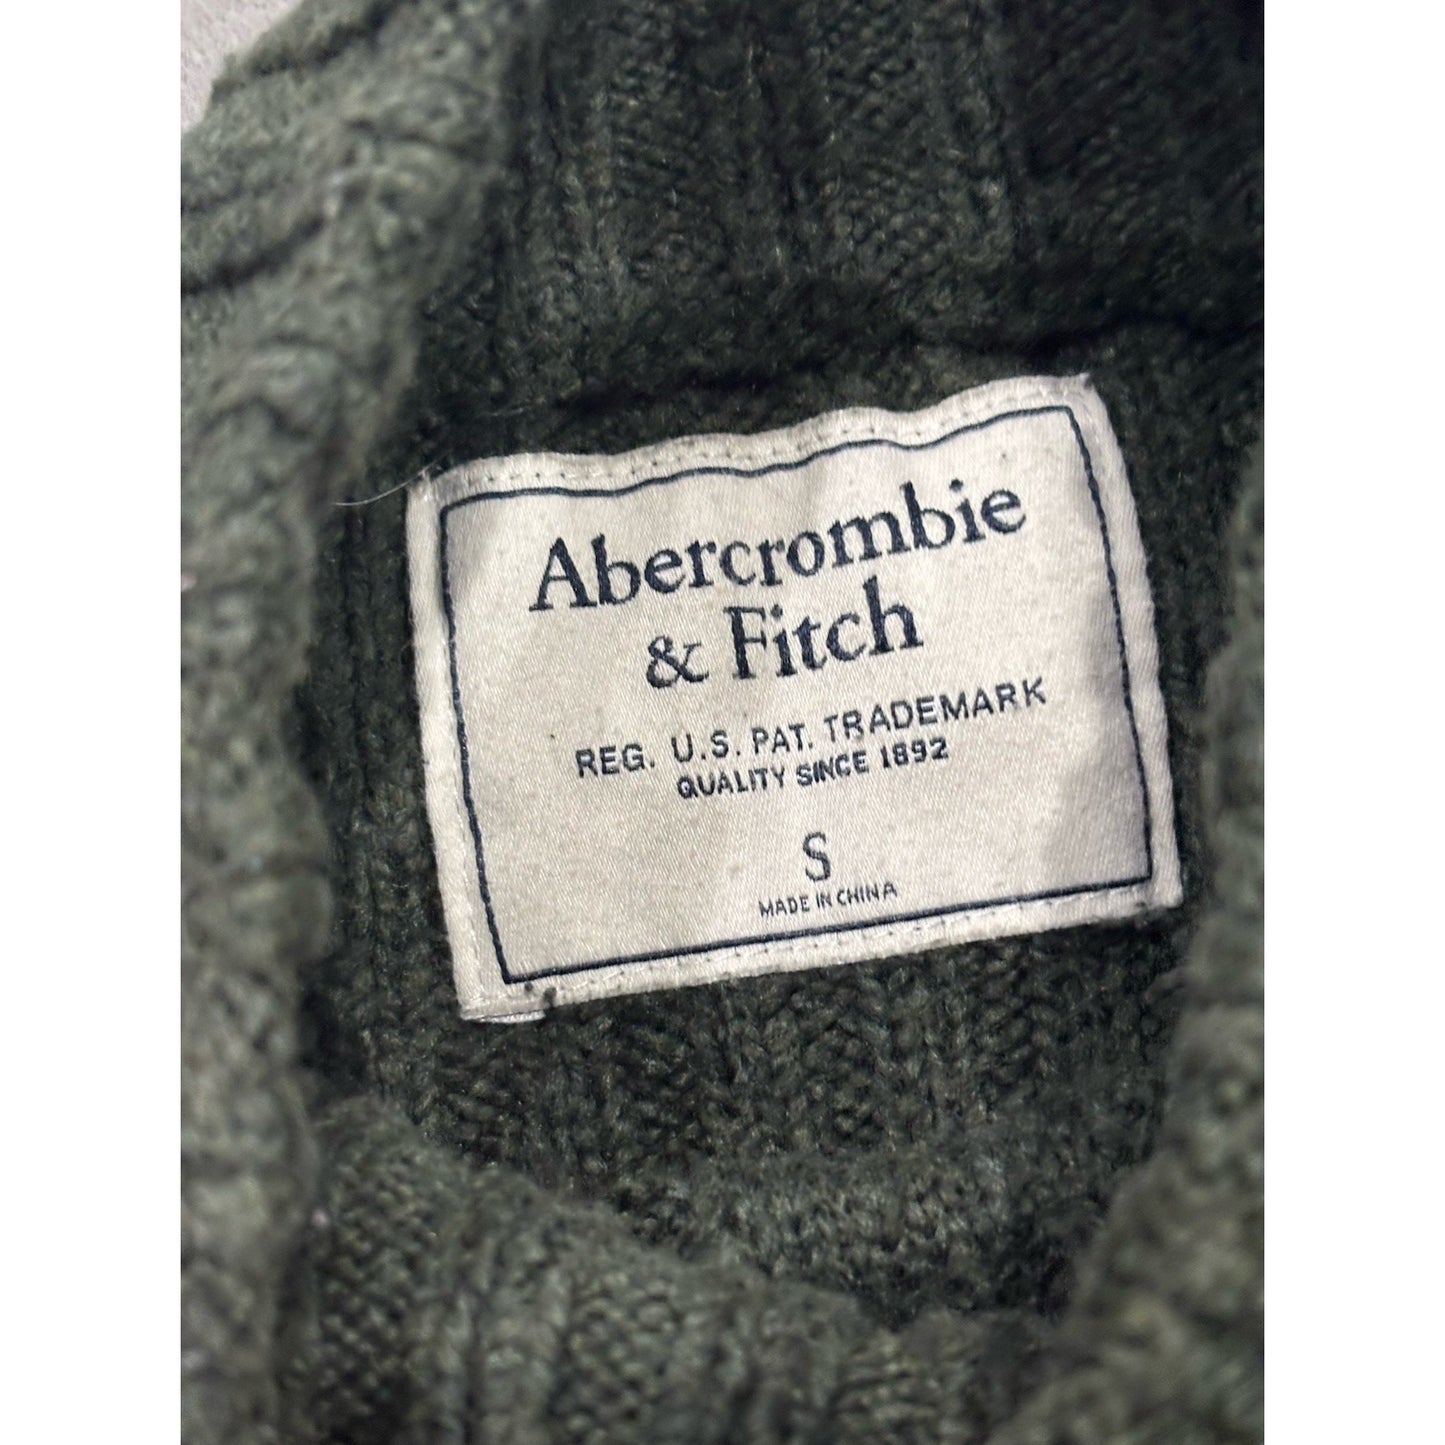 Abercrombie
& Fitch
REG. U.S. PAT. TRADEMARK
QUALITY SINCE 1892
S
MADE IN CHINA